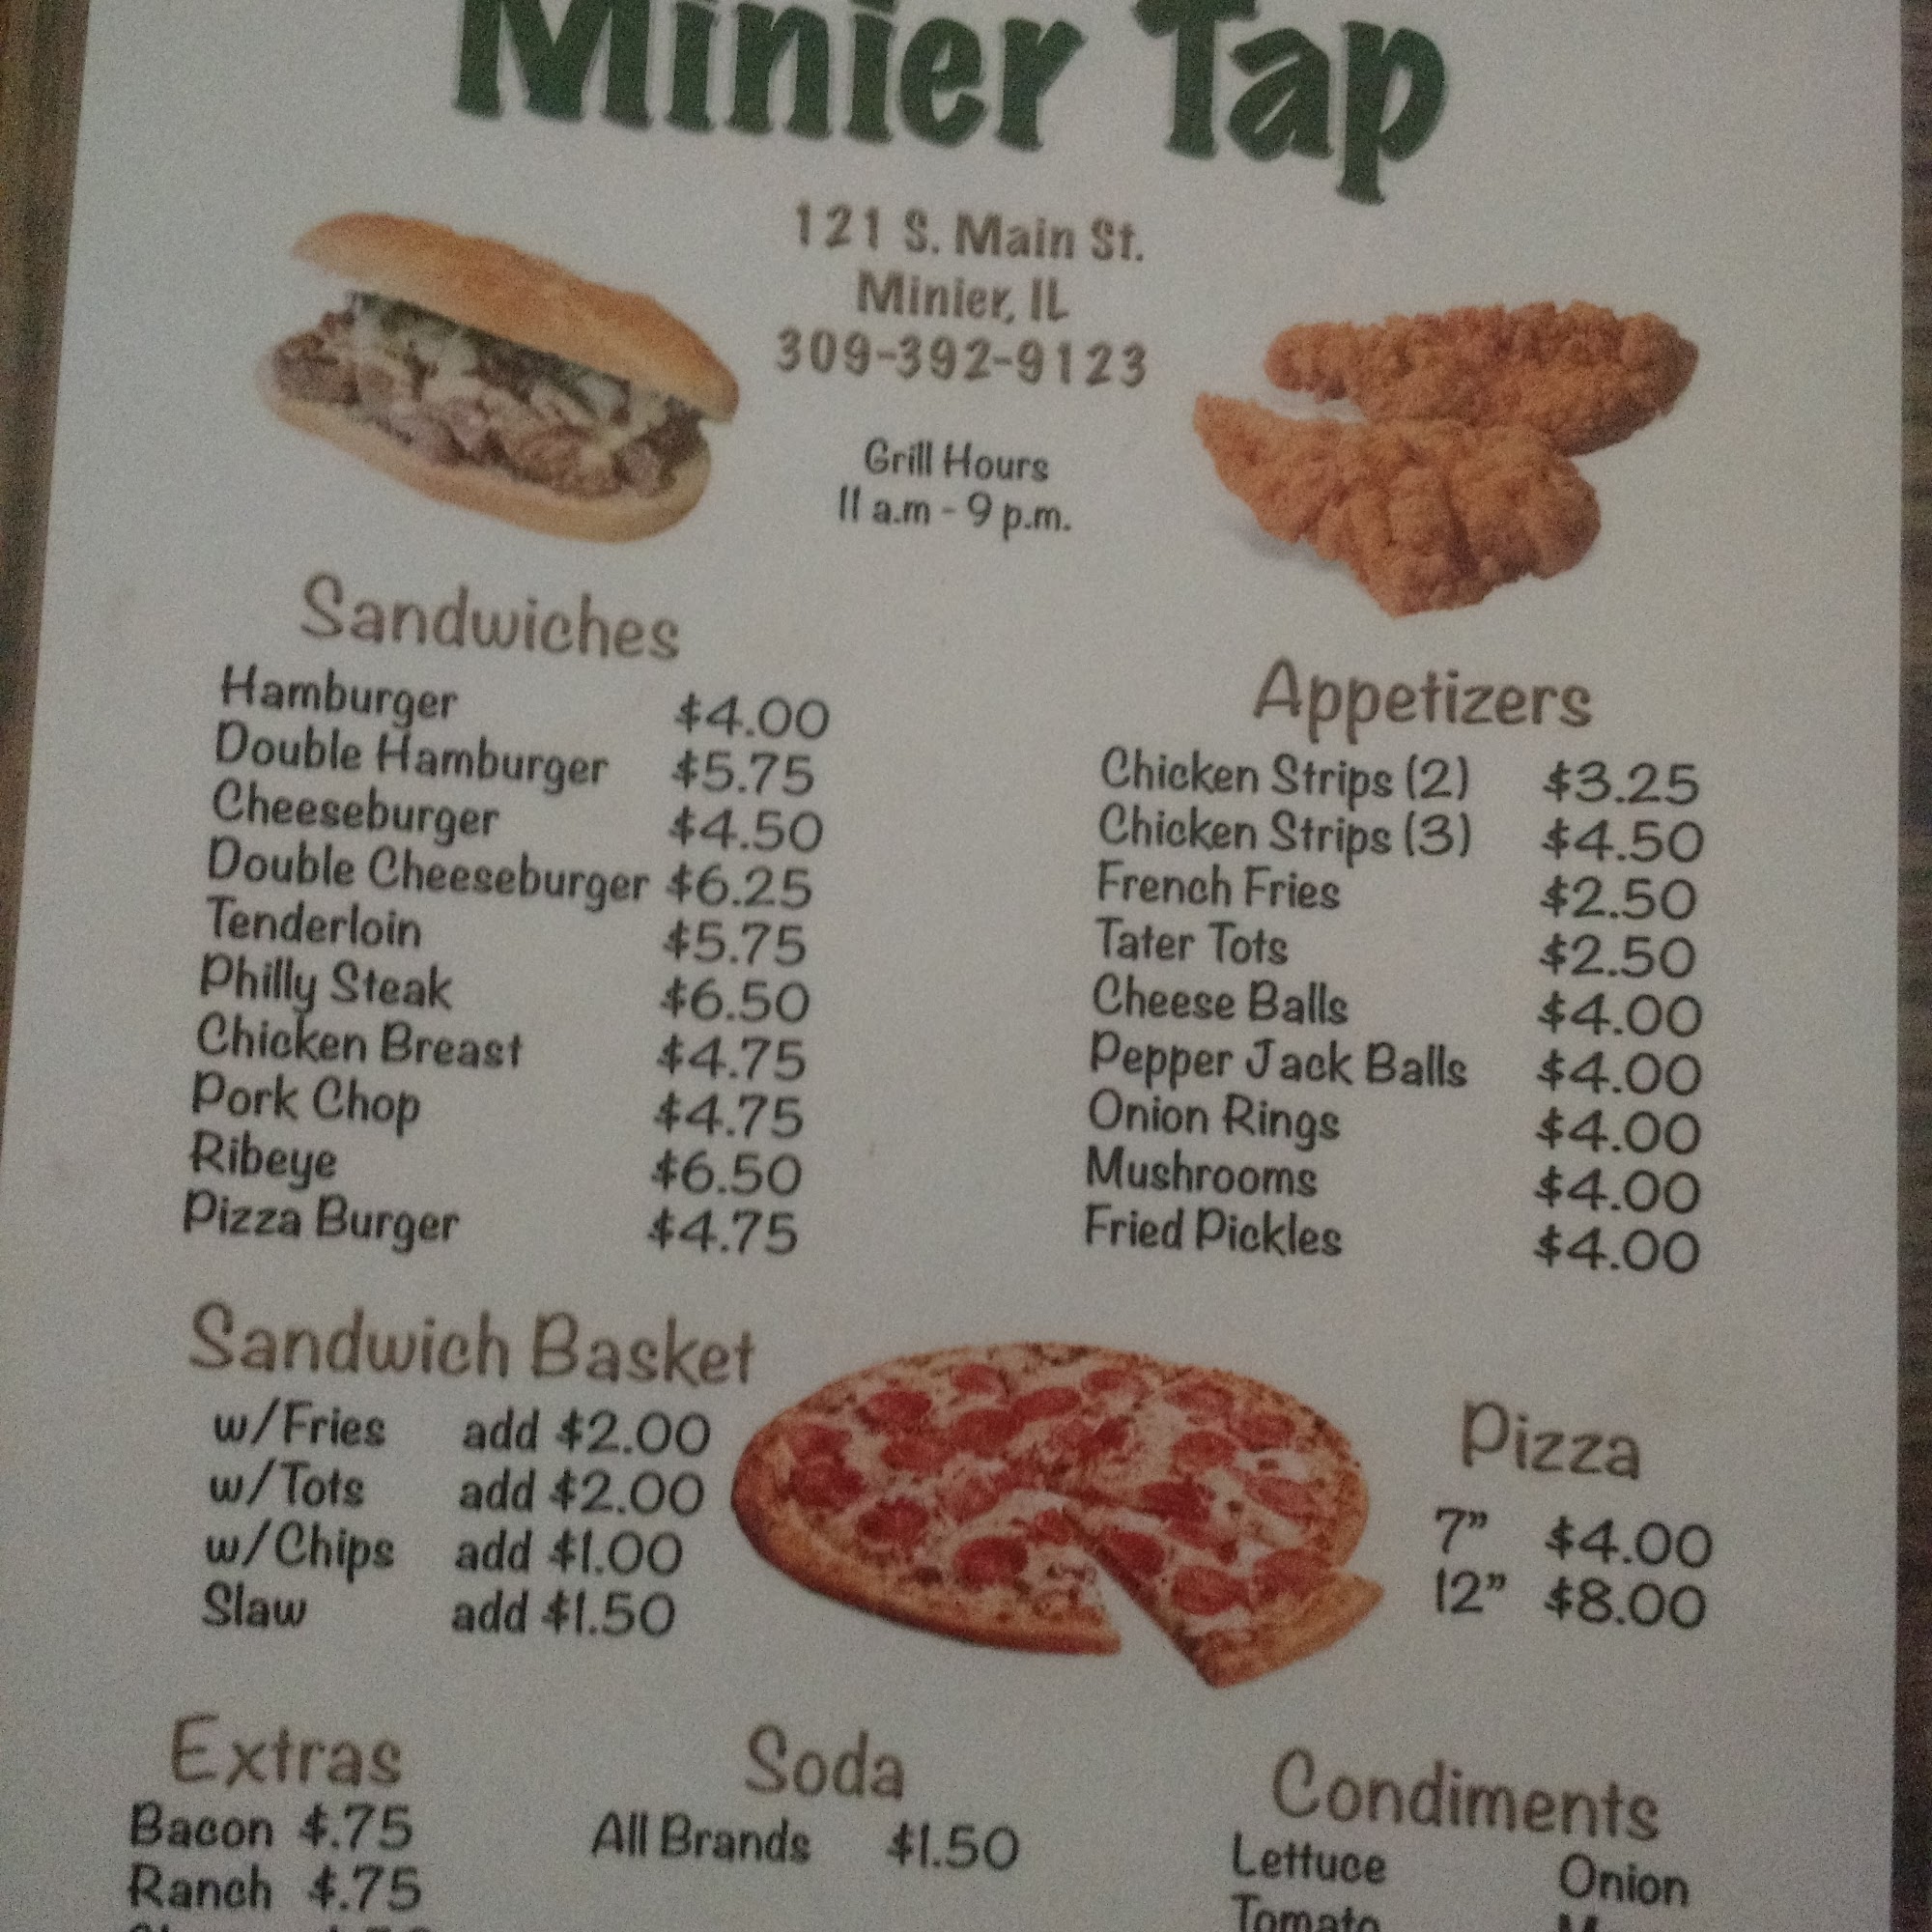 Minier Tap
121 S. Main St.
Minier, IL
309-392-9123
Grill Hours
11 a.m - 9 p.m.
Sandwiches
Hamburger $4.00
Double Hamburger $5.75
Cheeseburger $4.50
Double Cheeseburger $6.25
Tenderloin $5.75
Philly Steak $6.50
Chicken Breast $4.75
Pork Chop $4.75
Ribeye $6.50
Pizza Burger $4.75
Appetizers
Chicken Strips (2) $3.25
Chicken Strips (3) $4.50
French Fries $2.50
Tater Tots $2.50
Cheese Balls $4.00
Pepper Jack Balls $4.00
Onion Rings $4.00
Mushrooms $4.00
Fried Pickles $4.00
Sandwich Basket
w/Fries add $2.00
w/Tots add $2.00
w/Chips add $1.00
Slaw add $1.50
Pizza
7” $4.00
12” $8.00
Extras
Bacon $.75
Ranch $.75
Soda
All Brands $1.50
Condiments
Lettuce Onion
Tomato